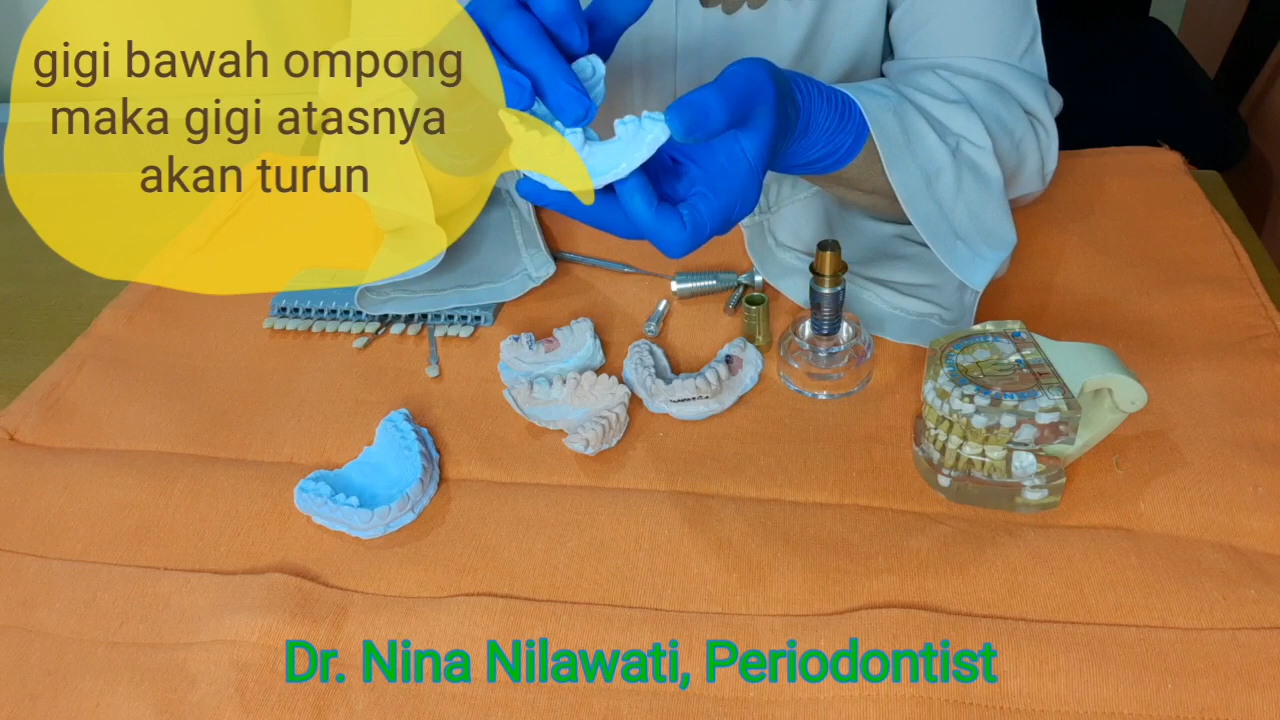 gigi bawah ompong
maka gigi atasnya
akan turun
Dr. Nina Nilawati, Periodontist